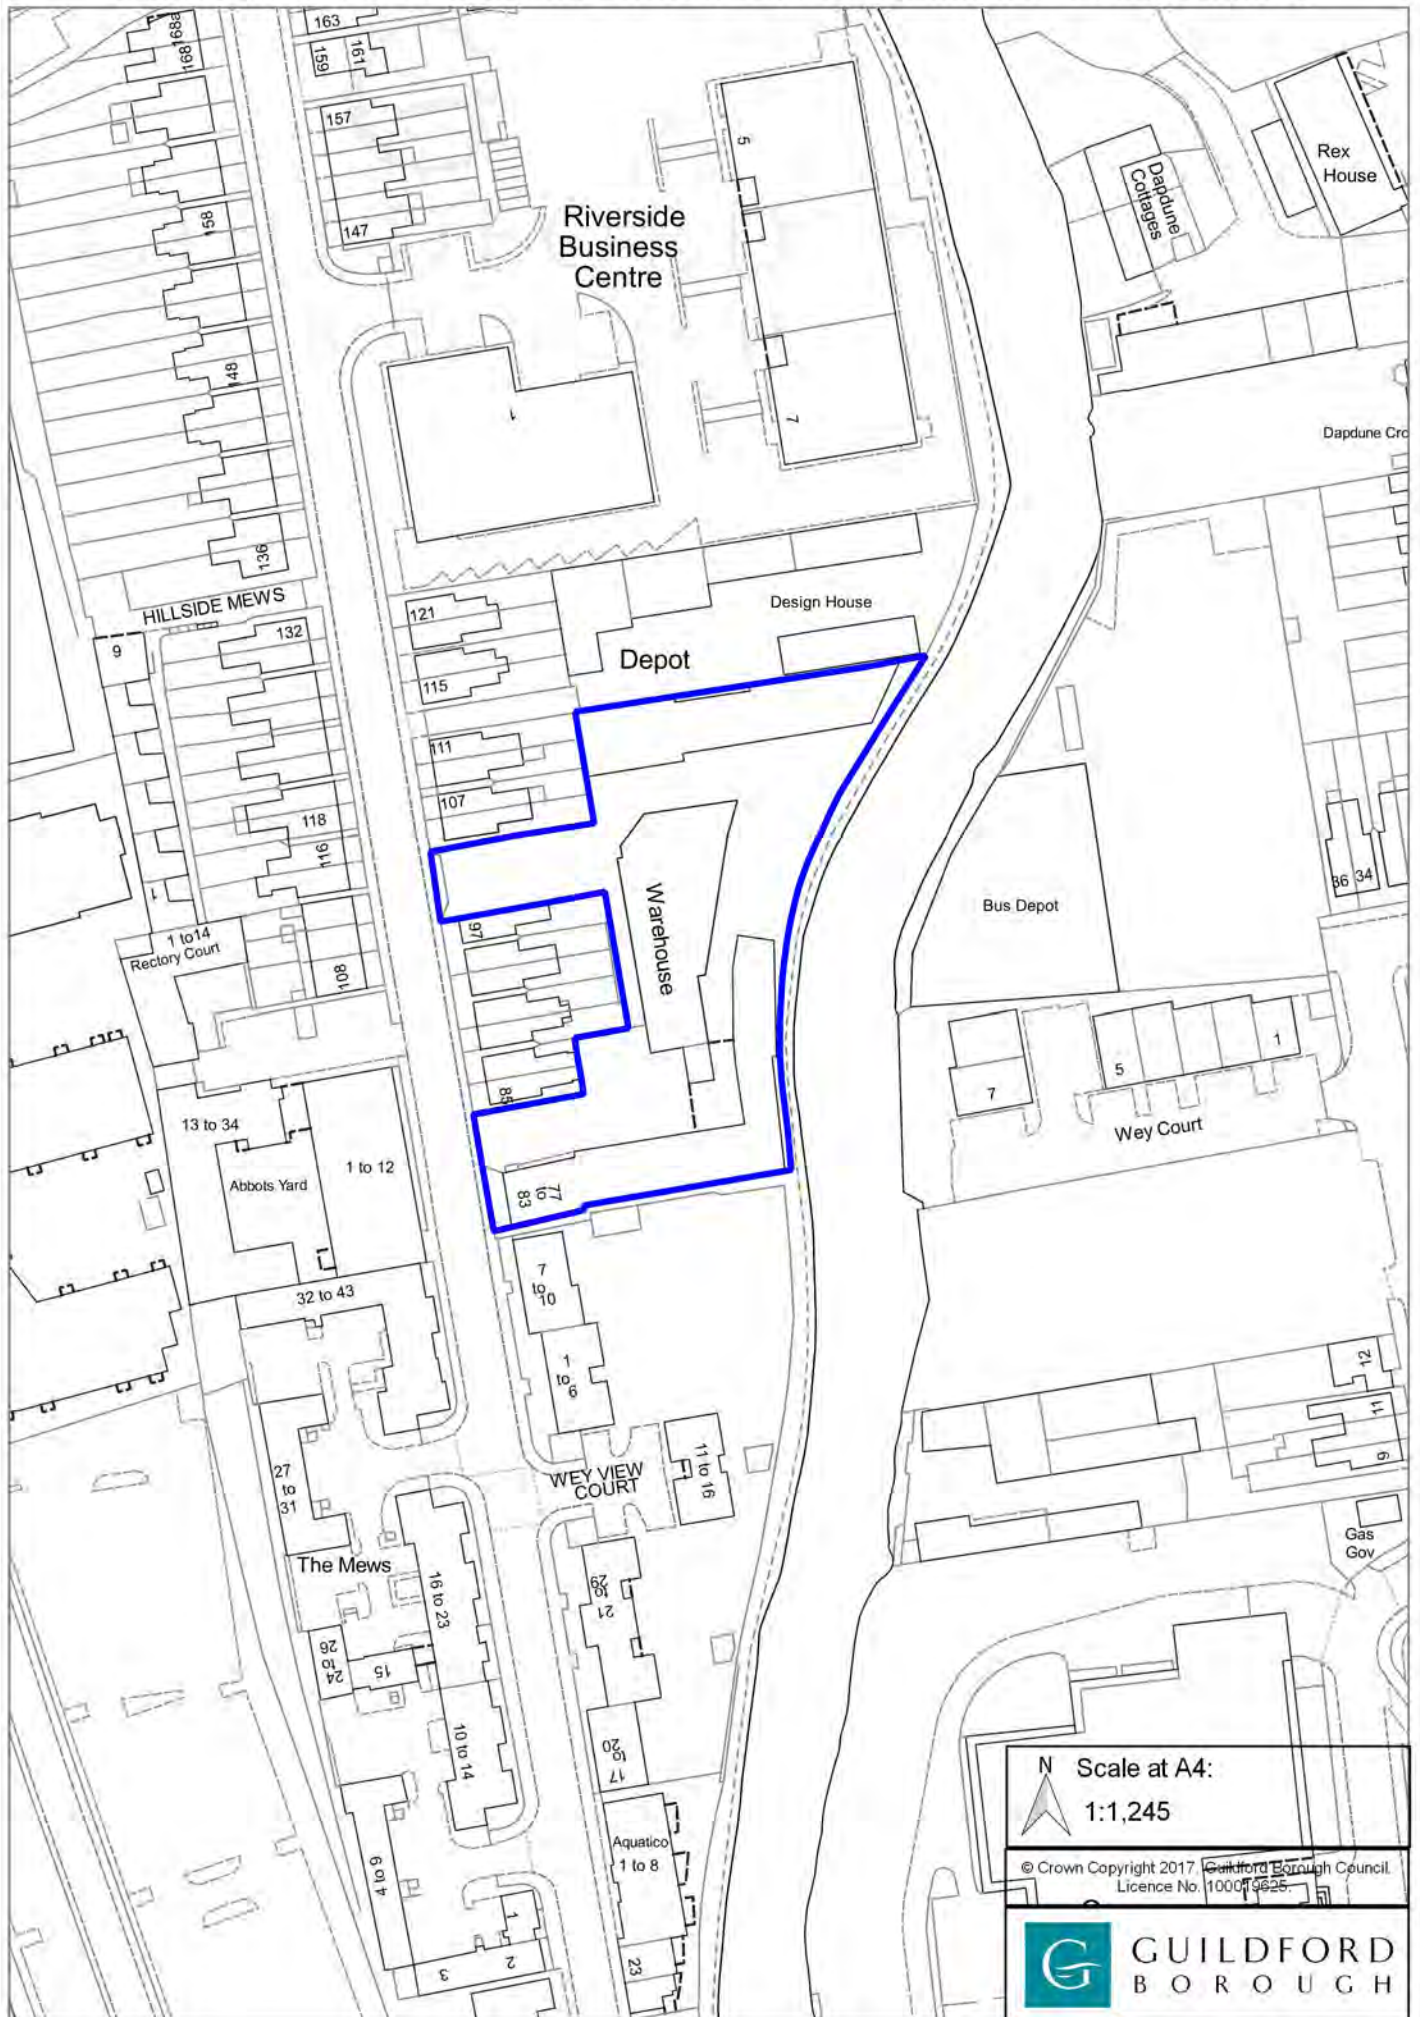 163
168a
168
159
161
157
5
Rex
House
Dapdune
Cottages
158
147
Riverside
Business
Centre
148
1
7
Dapdune Cro
136
HILLSIDE MEWS
121
Design House
132
9
Depot
115
111
107
118
116
Warehouse
36
34
97
Bus Depot
1
1 to14
Rectory Court
108
85
7
5
1
Wey Court
13 to 34
1 to 12
Abbots Yard
77
to
83
7
to
10
32 to 43
1
to
6
12
11
9
11 to 16
WEY VIEW
COURT
27
to
31
Gas
Gov
The Mews
16 to 23
29
to
21
26
to
24
15
10 to 14
20
to
17
N
Scale at A4:
1:1,245
Aquatico
1 to 8
4 to 9
© Crown Copyright 2017. Guildford Borough Council.
Licence No. 100019625.
1
2
3
23
G
GUILDFORD
BOROUGH